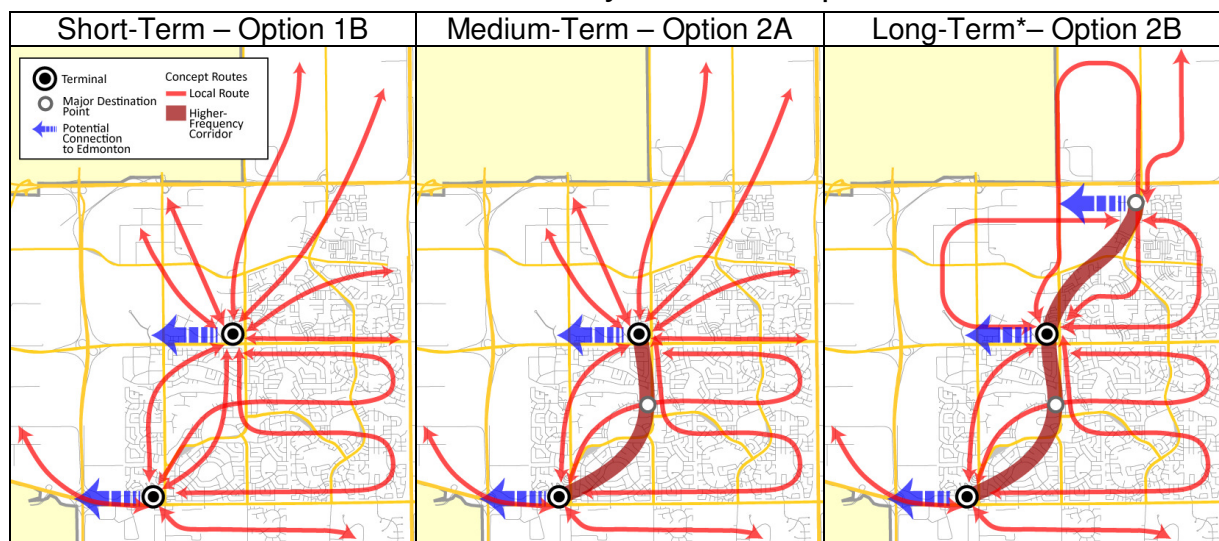 Short-Term – Option 1B
Medium-Term – Option 2A
Long-Term*– Option 2B
Terminal
Major Destination
Point
Potential
Connection
to Edmonton
Concept Routes
Local Route
Higher-
Frequency
Corridor